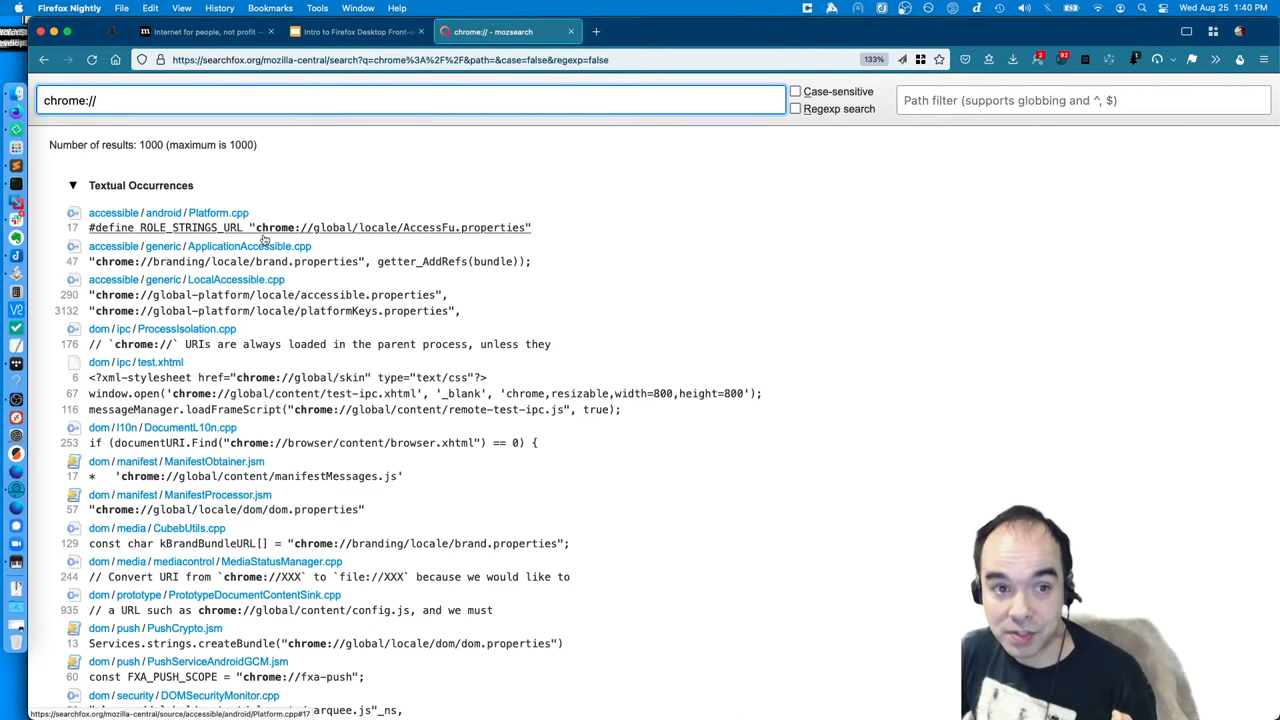 Firefox Nightly File Edit View History Bookmarks Tools Window Help Wed Aug 25 1:40 PM
Internet for people, not profit — Intro to Firefox Desktop Front-e chrome:// - mozsearch
https://searchfox.org/mozilla-central/search?q=chrome%3A%2F%2F&path=&case=false&regexp=false 133% 2 92 1
chrome://
Case-sensitive
Regexp search
Path filter (supports globbing and ^, $)
Number of results: 1000 (maximum is 1000)
Textual Occurrences
accessible / android / Platform.cpp
17 #define ROLE_STRINGS_URL "chrome://global/locale/AccessFu.properties"
accessible / generic / ApplicationAccessible.cpp
47 "chrome://branding/locale/brand.properties", getter_AddRefs(bundle));
accessible / generic / LocalAccessible.cpp
290 "chrome://global-platform/locale/accessible.properties",
3132 "chrome://global-platform/locale/platformKeys.properties",
dom / ipc / ProcessIsolation.cpp
176 // `chrome://` URIs are always loaded in the parent process, unless they
dom / ipc / test.xhtml
6 <?xml-stylesheet href="chrome://global/skin" type="text/css"?>
67 window.open('chrome://global/content/test-ipc.xhtml', '_blank', 'chrome,resizable,width=800,height=800');
116 messageManager.loadFrameScript("chrome://global/content/remote-test-ipc.js", true);
dom / l10n / DocumentL10n.cpp
253 if (documentURI.Find("chrome://browser/content/browser.xhtml") == 0) {
dom / manifest / ManifestObtainer.jsm
17 * 'chrome://global/content/manifestMessages.js'
dom / manifest / ManifestProcessor.jsm
57 "chrome://global/locale/dom/dom.properties"
dom / media / CubebUtils.cpp
129 const char kBrandBundleURL[] = "chrome://branding/locale/brand.properties";
dom / media / mediacontrol / MediaStatusManager.cpp
244 // Convert URI from `chrome://XXX` to `file://XXX` because we would like to
dom / prototype / PrototypeDocumentContentSink.cpp
935 // a URL such as chrome://global/content/config.js, and we must
dom / push / PushCrypto.jsm
13 Services.strings.createBundle("chrome://global/locale/dom/dom.properties")
dom / push / PushServiceAndroidGCM.jsm
60 const FXA_PUSH_SCOPE = "chrome://fxa-push";
dom / security / DOMSecurityMonitor.cpp
arquee.js"_ns,
https://searchfox.org/mozilla-central/source/accessible/android/Platform.cpp#17